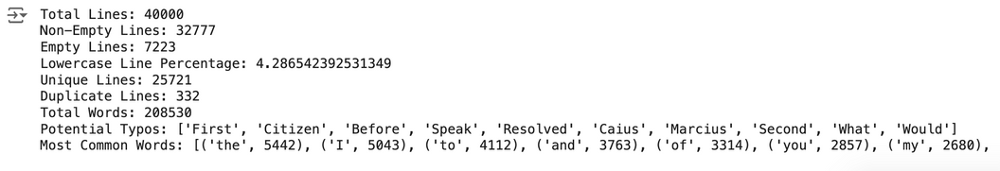 Total Lines: 40000
Non-Empty Lines: 32777
Empty Lines: 7223
Lowercase Line Percentage: 4.286542392531349
Unique Lines: 25721
Duplicate Lines: 332
Total Words: 208530
Potential Typos: ['First', 'Citizen', 'Before', 'Speak', 'Resolved', 'Caius', 'Marcius', 'Second', 'What', 'Would']
Most Common Words: [('the', 5442), ('I', 5043), ('to', 4112), ('and', 3763), ('of', 3314), ('you', 2857), ('my', 2680),